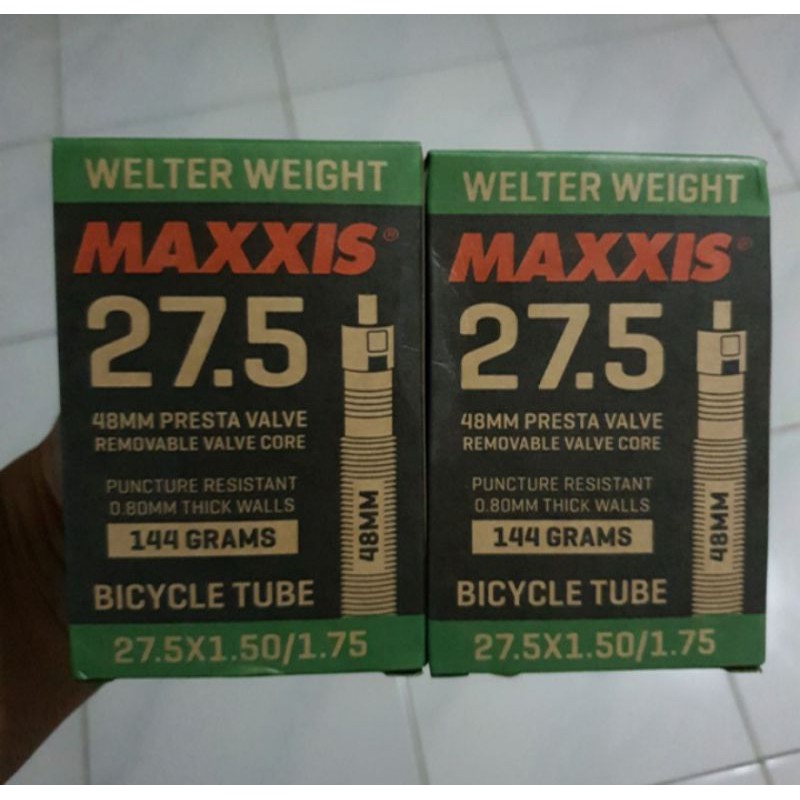 WELTER WEIGHT
MAXXIS®
27.5
48MM PRESTA VALVE
REMOVABLE VALVE CORE
PUNCTURE RESISTANT
0.80MM THICK WALLS
144 GRAMS
48MM
BICYCLE TUBE
27.5X1.50/1.75
WELTER WEIGHT
MAXXIS®
27.5
48MM PRESTA VALVE
REMOVABLE VALVE CORE
PUNCTURE RESISTANT
0.80MM THICK WALLS
144 GRAMS
48MM
BICYCLE TUBE
27.5X1.50/1.75